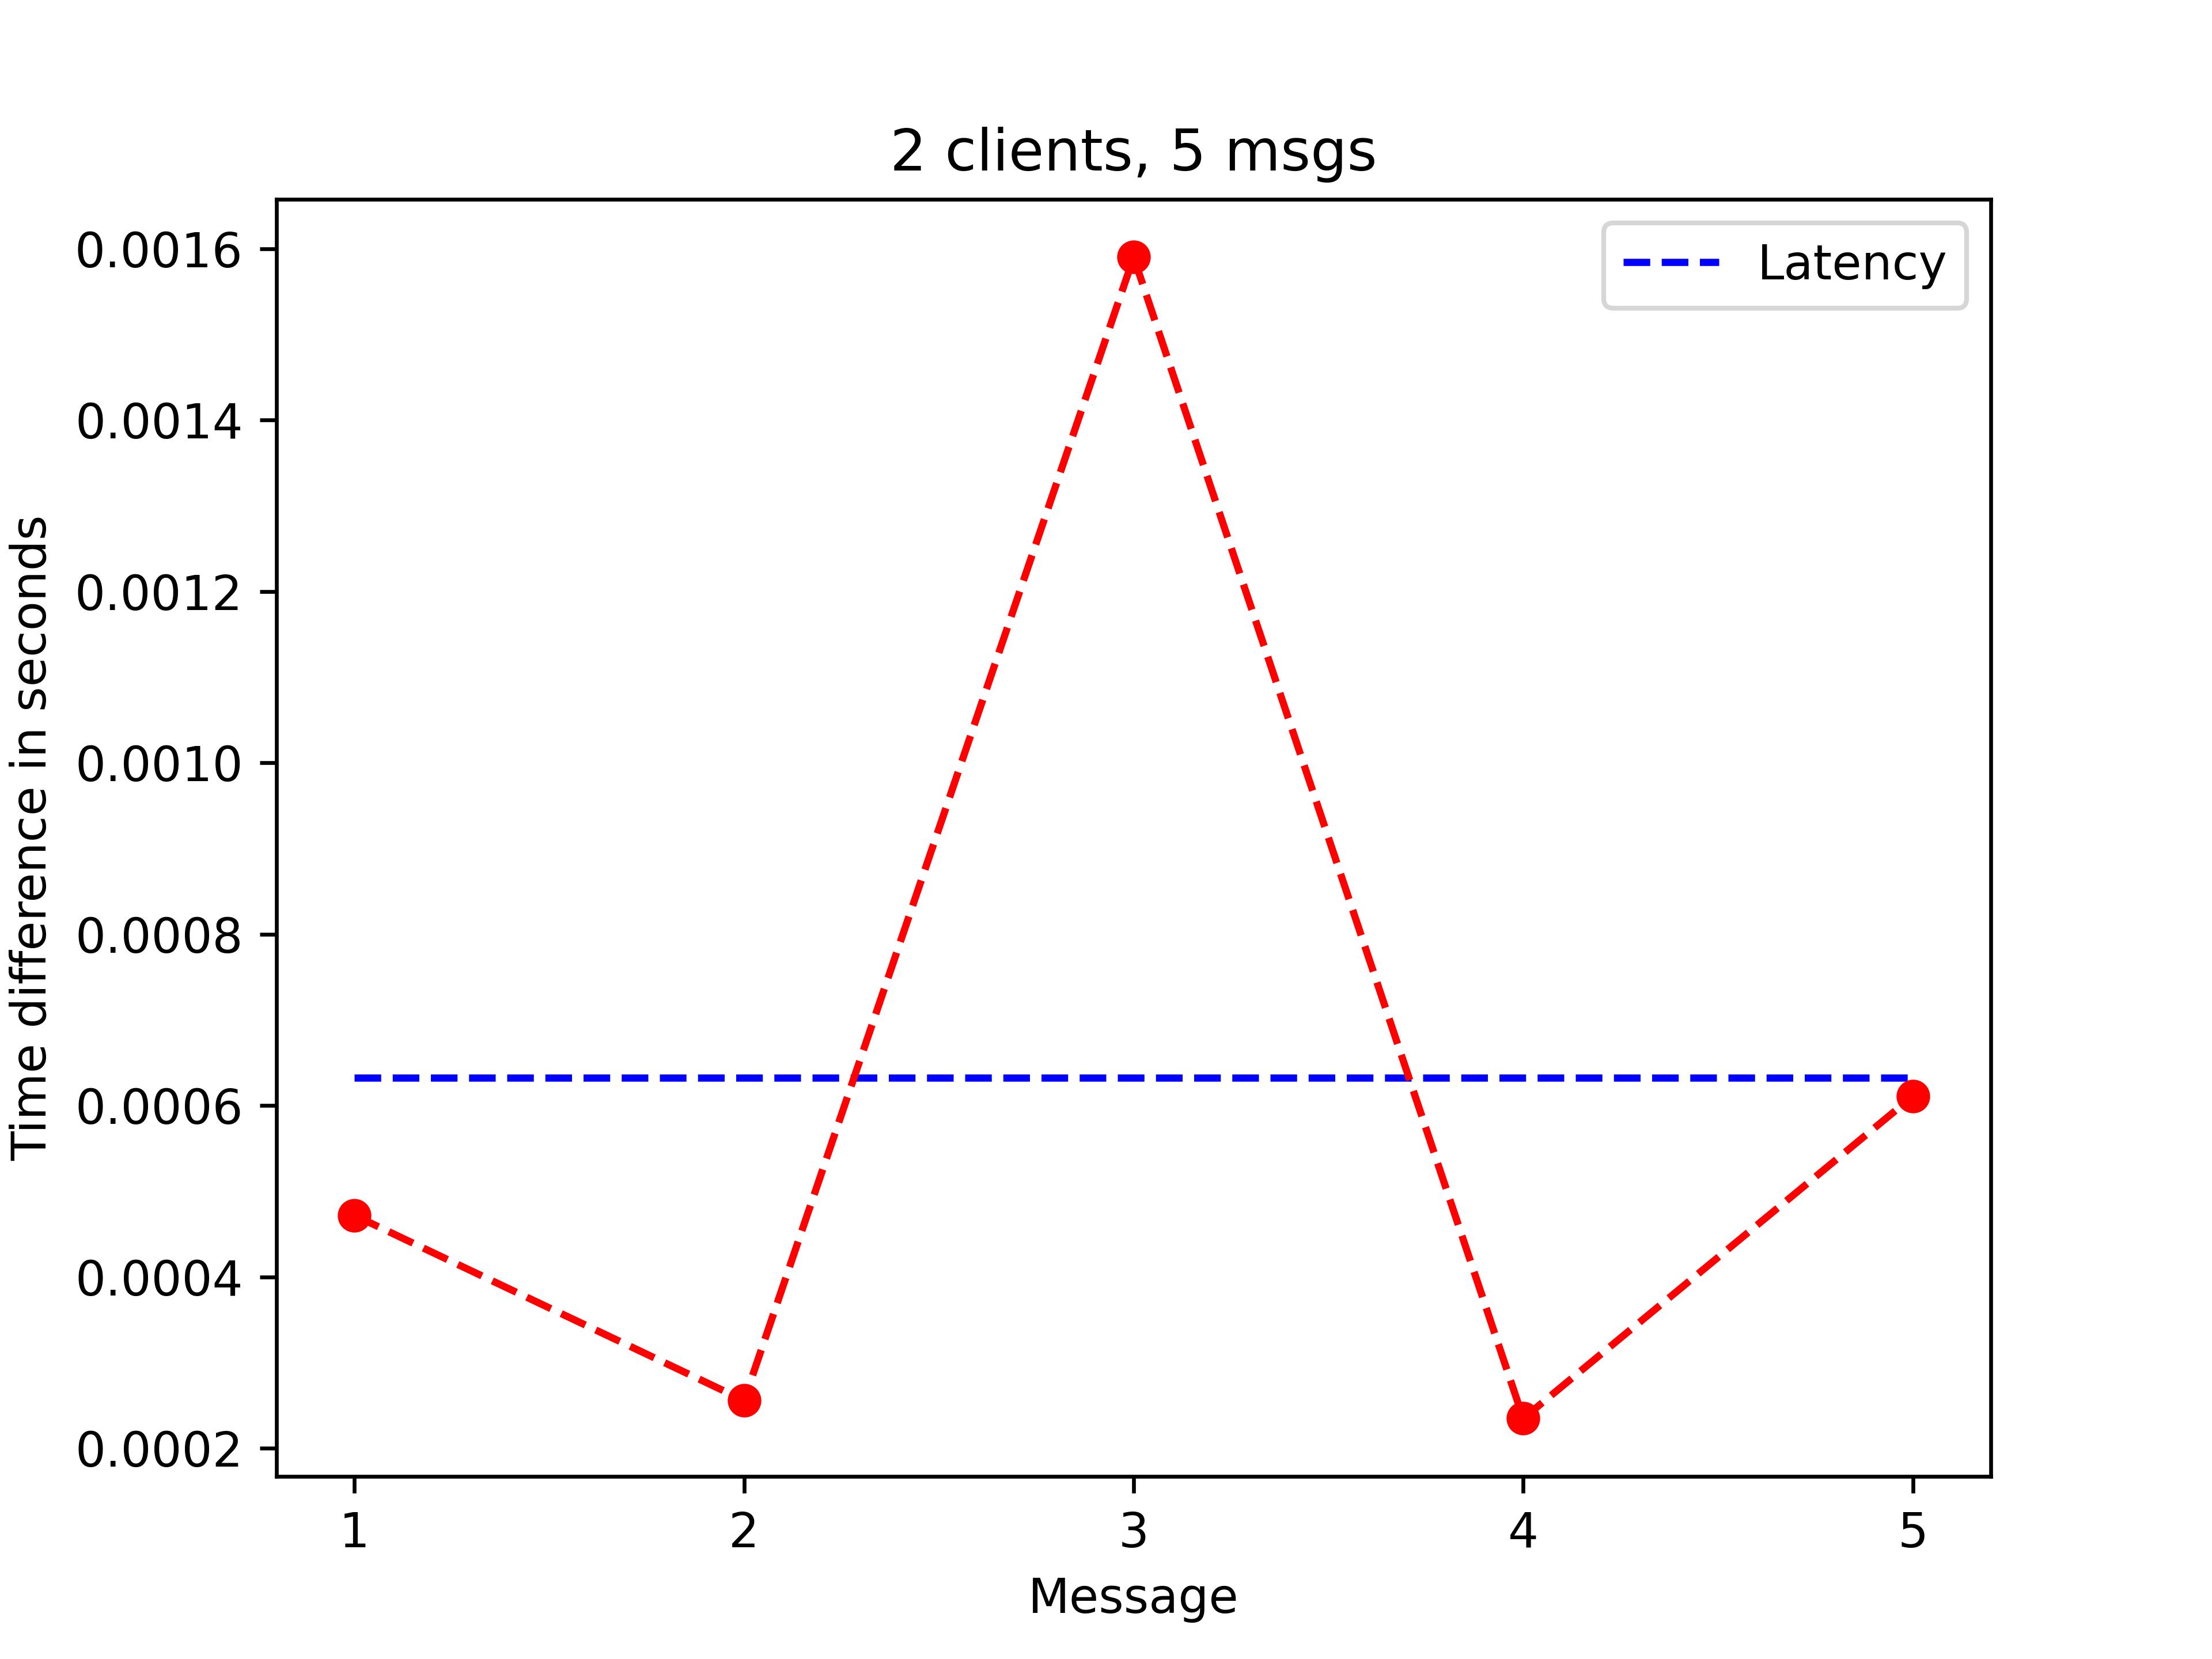 2 clients, 5 msgs
Latency
Time difference in seconds
0.0016
0.0014
0.0012
0.0010
0.0008
0.0006
0.0004
0.0002
1 2 3 4 5
Message